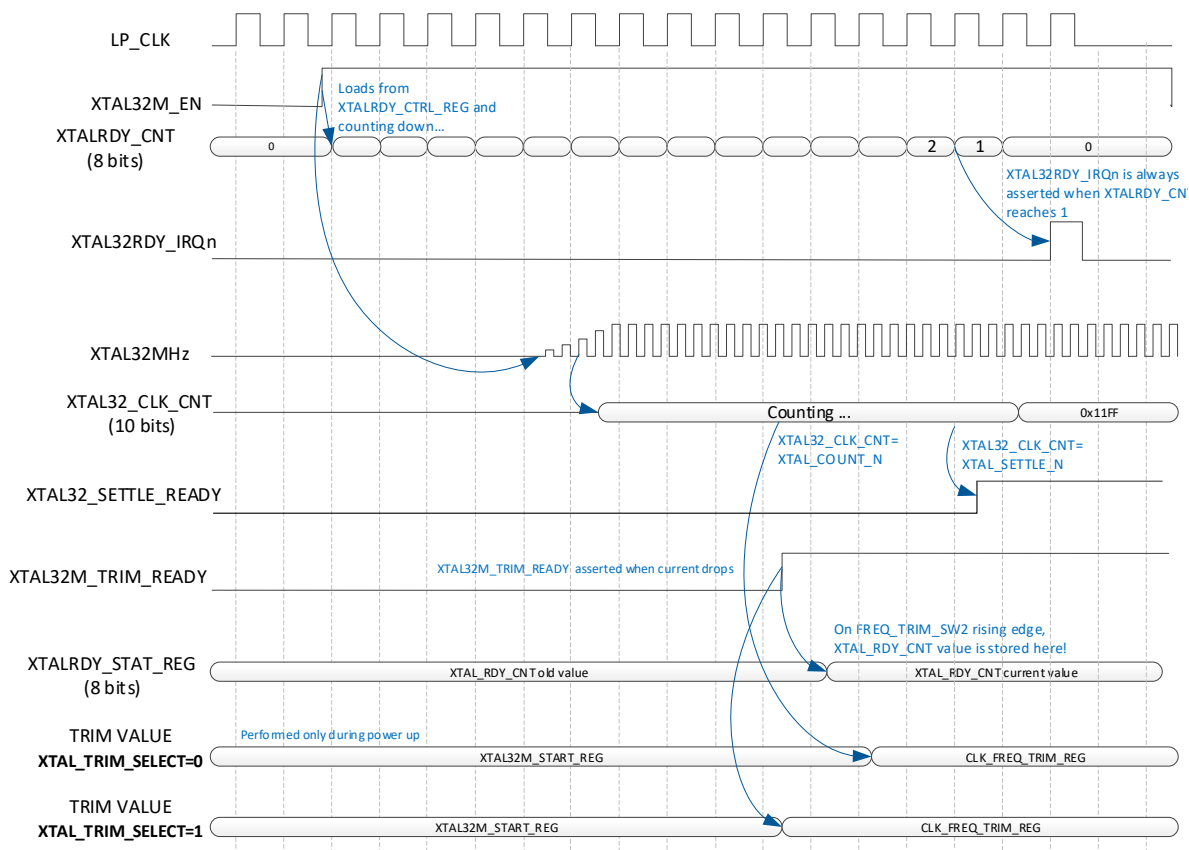 LP_CLK
XTAL32M_EN
Loads from
XTALRDY_CTRL_REG and
counting down...
XTALRDY_CNT
(8 bits)
0
2
1
0
XTAL32RDY_IRQn is always
asserted when XTALRDY_CNT
reaches 1
XTAL32RDY_IRQn
XTAL32MHz
XTAL32_CLK_CNT
(10 bits)
Counting ...
0x11FF
XTAL32_CLK_CNT=
XTAL_COUNT_N
XTAL32_CLK_CNT=
XTAL_SETTLE_N
XTAL32_SETTLE_READY
XTAL32M_TRIM_READY
XTAL32M_TRIM_READY asserted when current drops
On FREQ_TRIM_SW2 rising edge,
XTAL_RDY_CNT value is stored here!
XTALRDY_STAT_REG
(8 bits)
XTAL_RDY_CNT old value
XTAL_RDY_CNT current value
TRIM VALUE
XTAL_TRIM_SELECT=0
Performed only during power up
XTAL32M_START_REG
CLK_FREQ_TRIM_REG
TRIM VALUE
XTAL_TRIM_SELECT=1
XTAL32M_START_REG
CLK_FREQ_TRIM_REG